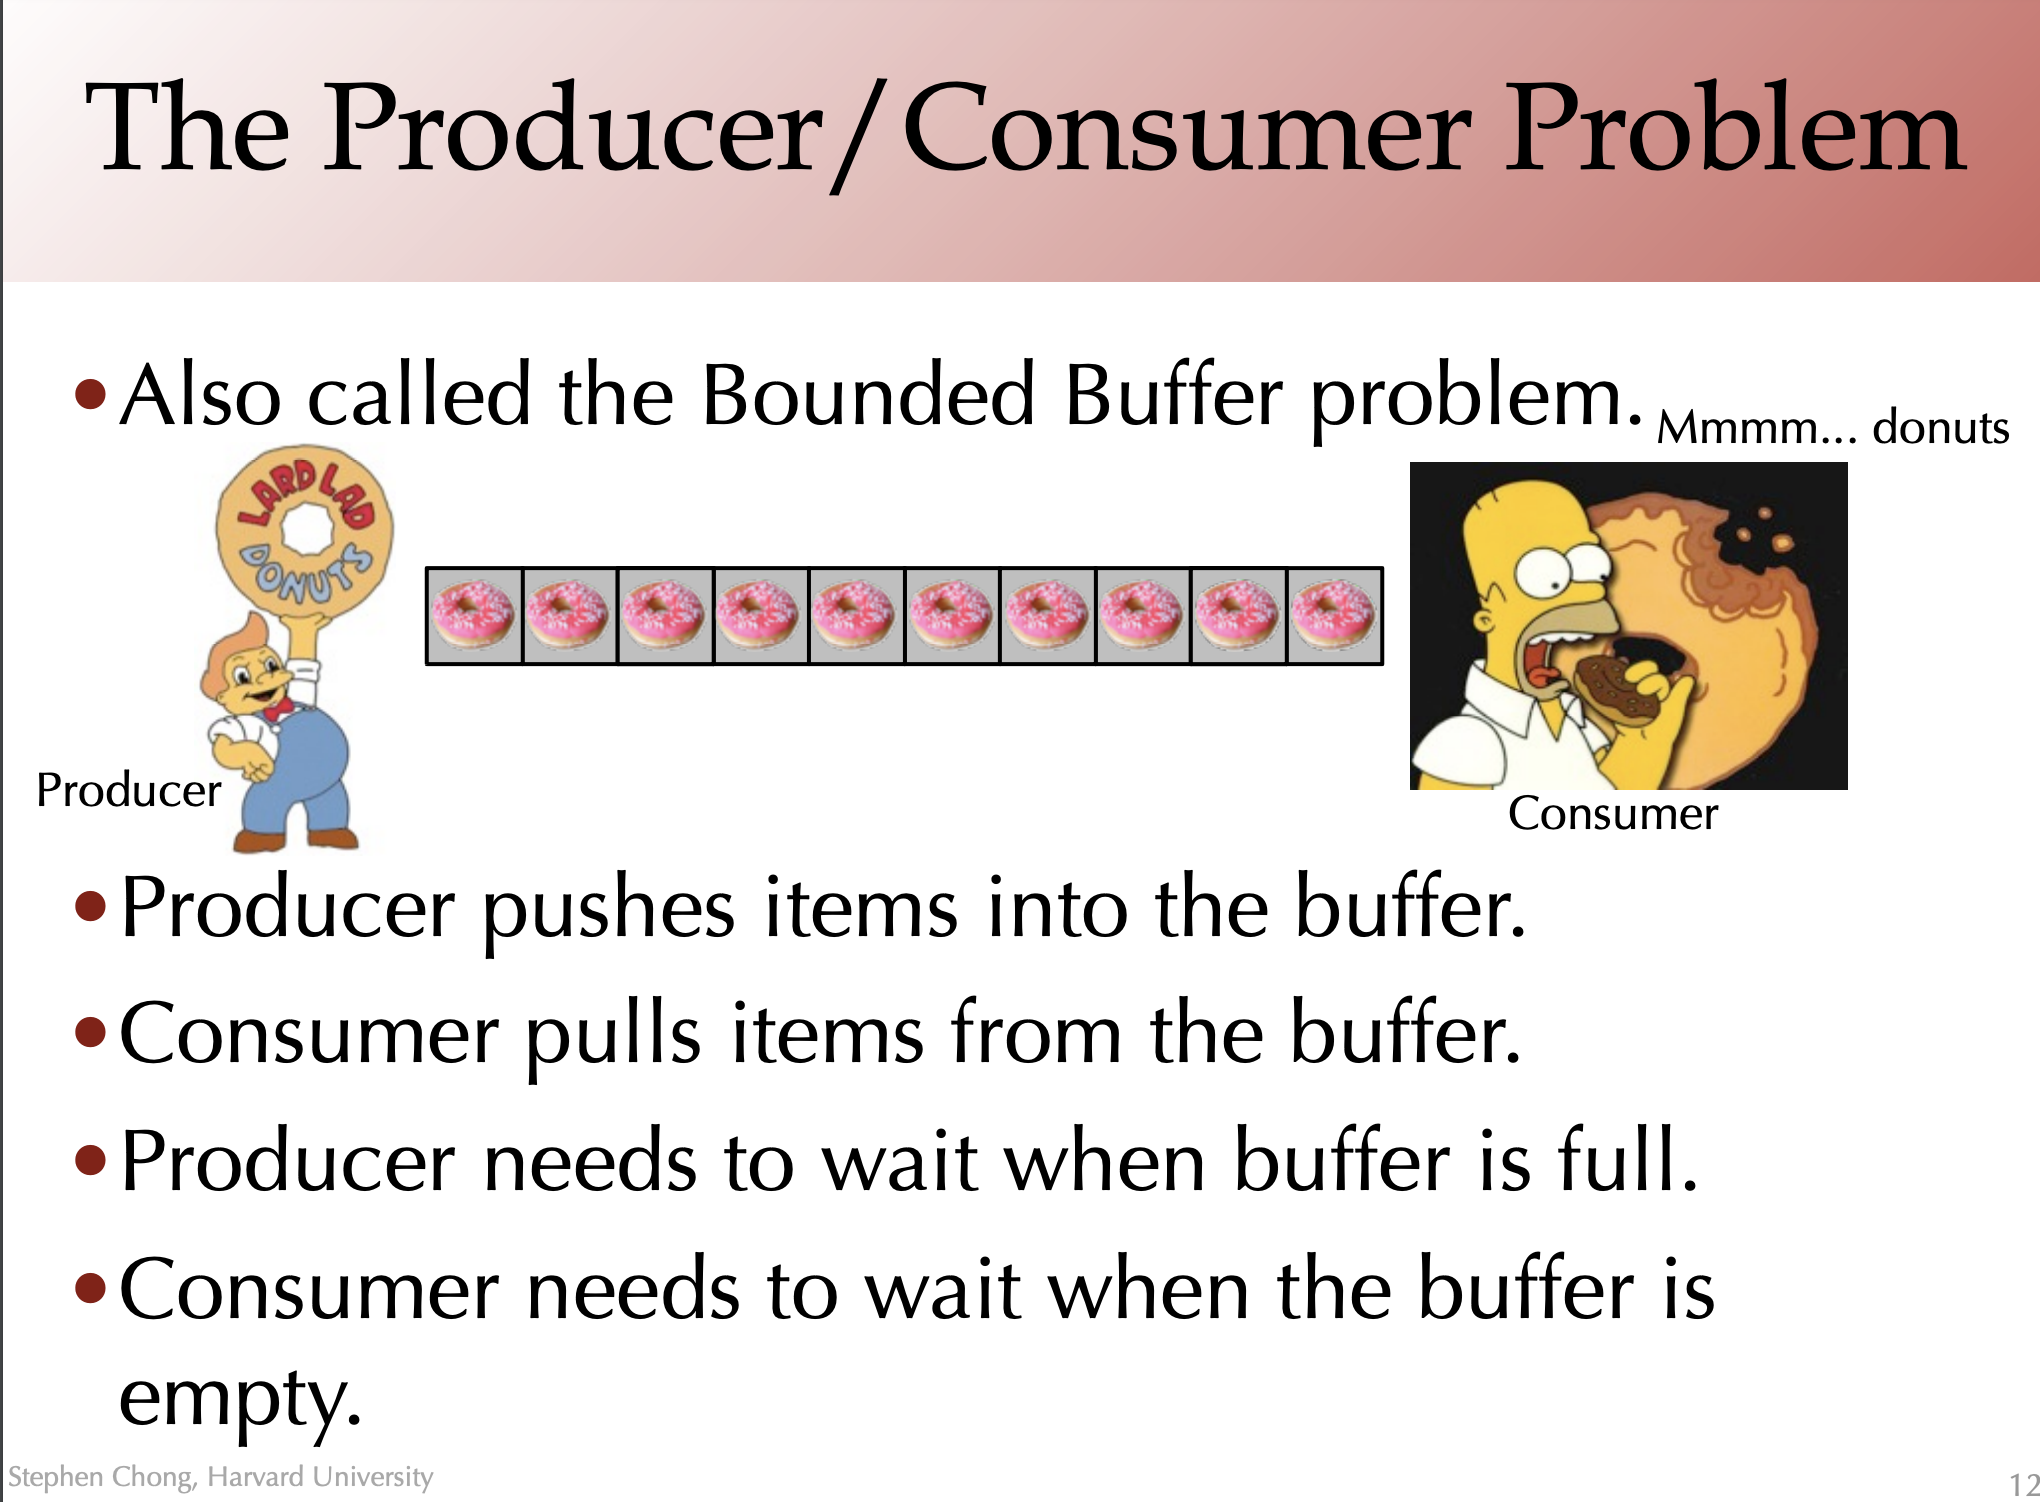 The Producer/Consumer Problem
•Also called the Bounded Buffer problem.
Mmmm... donuts
LARD LAD
DONUTS
Producer
Consumer
•Producer pushes items into the buffer.
•Consumer pulls items from the buffer.
•Producer needs to wait when buffer is full.
•Consumer needs to wait when the buffer is
empty.
Stephen Chong, Harvard University
12